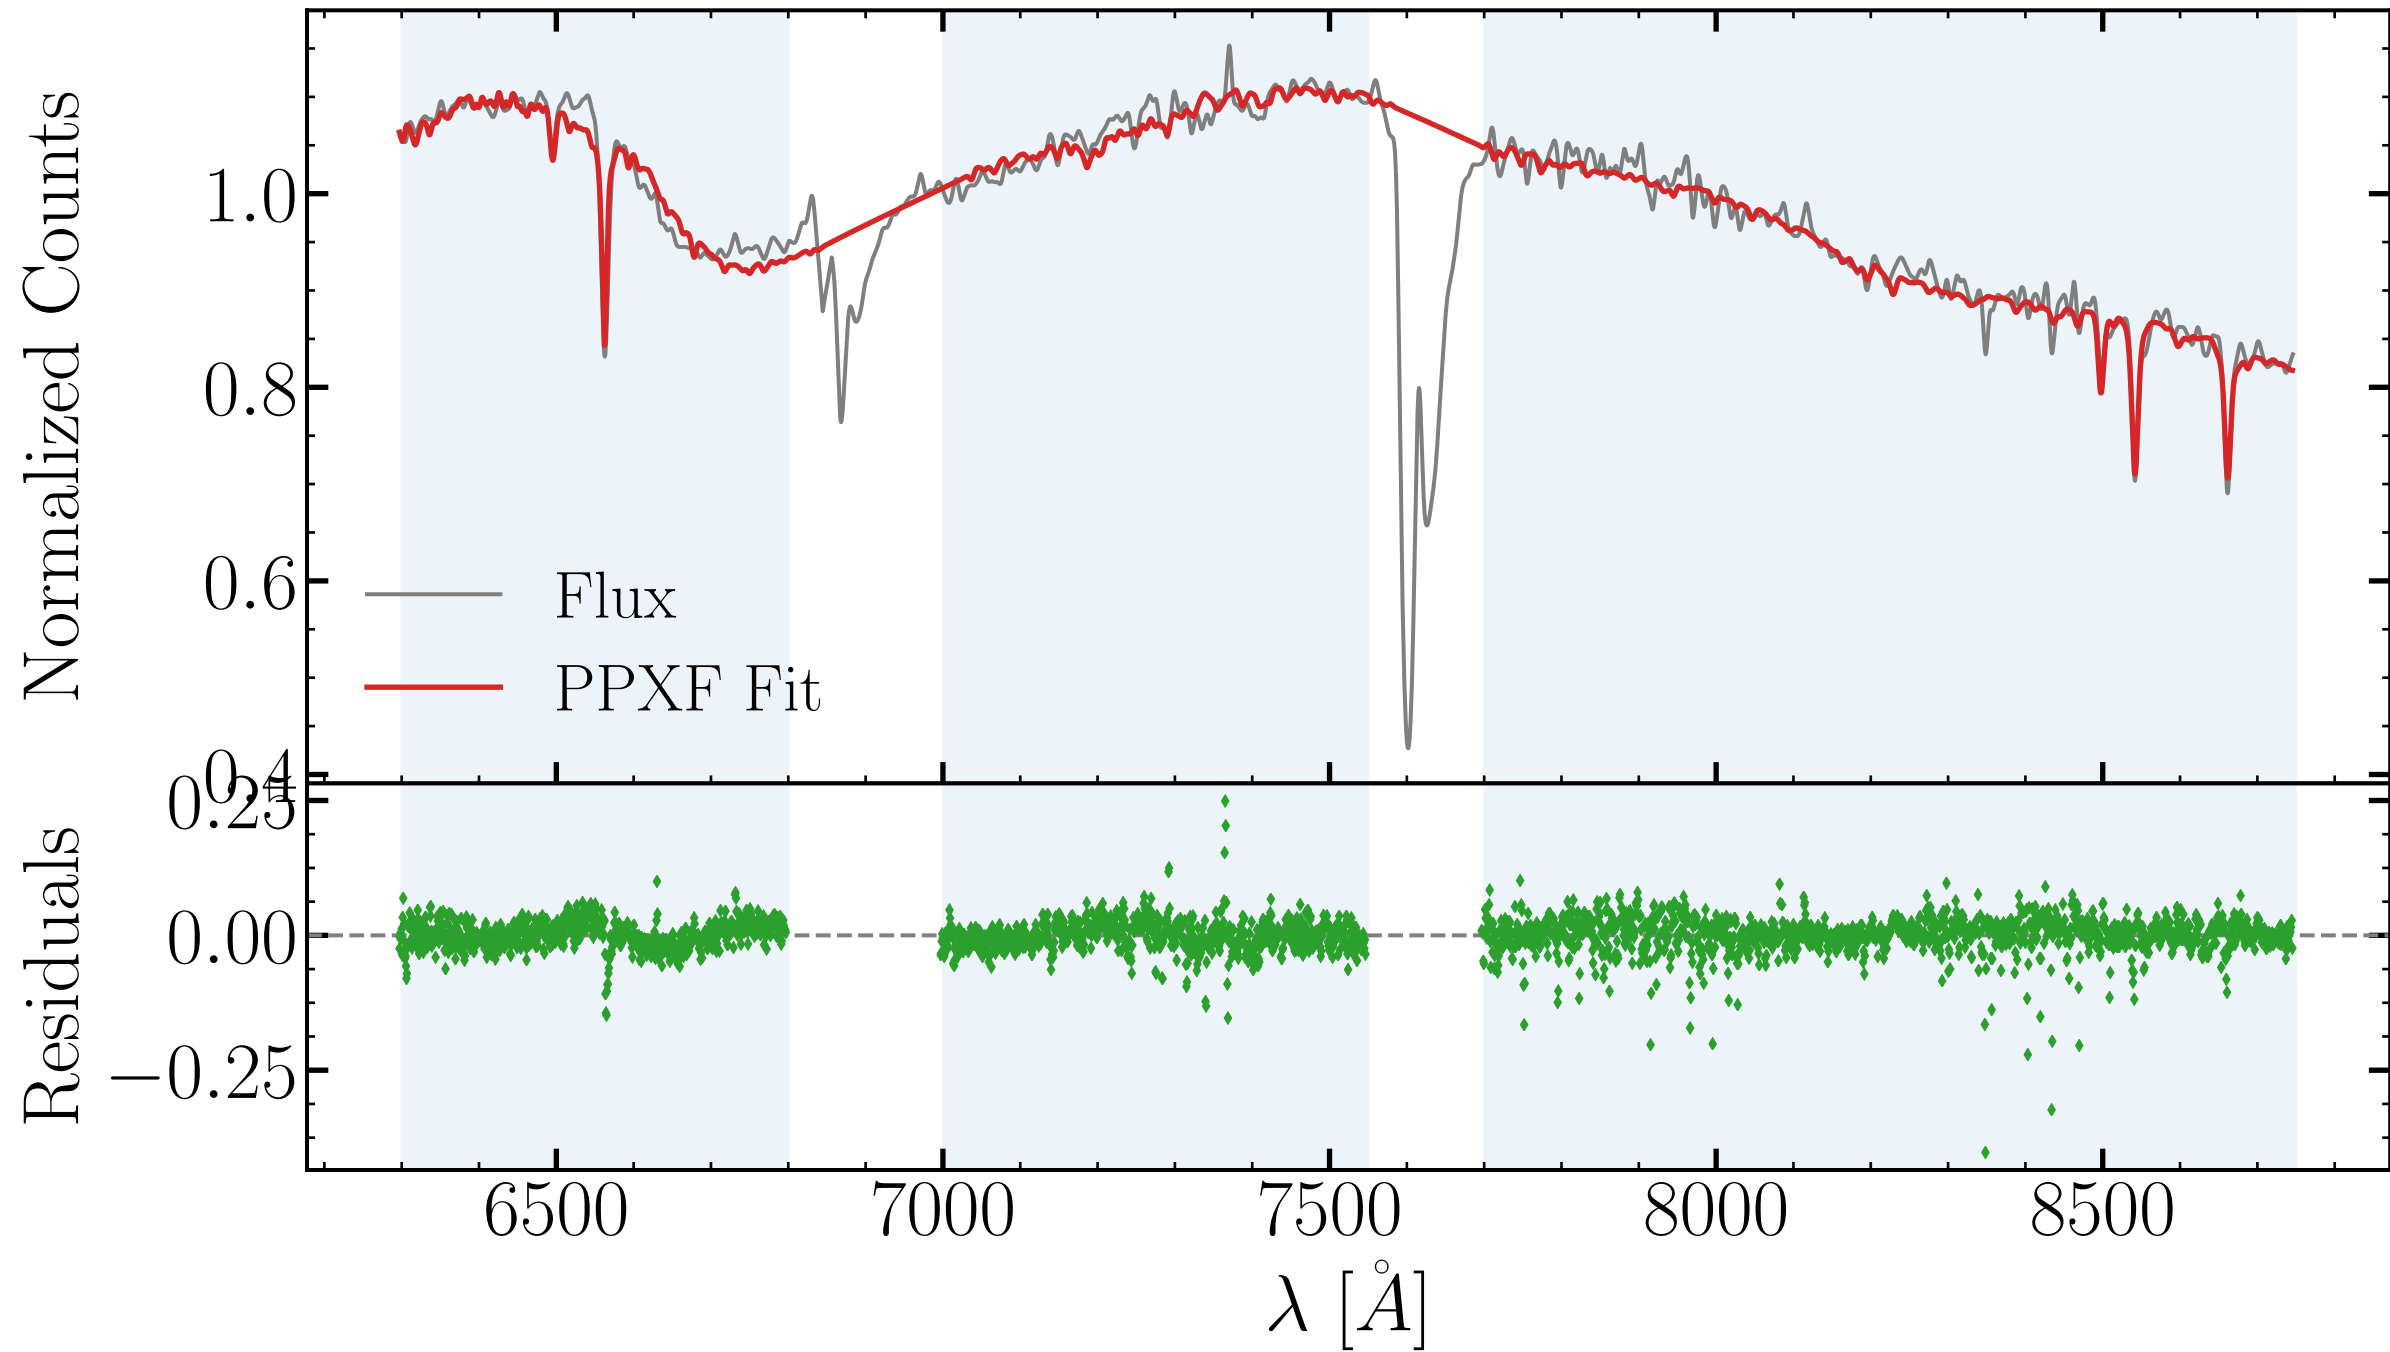 Normalized Counts
1.0
0.8
0.6
0.4
Flux
PPXF Fit
Residuals
0.25
0.00
−0.25
6500 7000 7500 8000 8500
λ [Å]